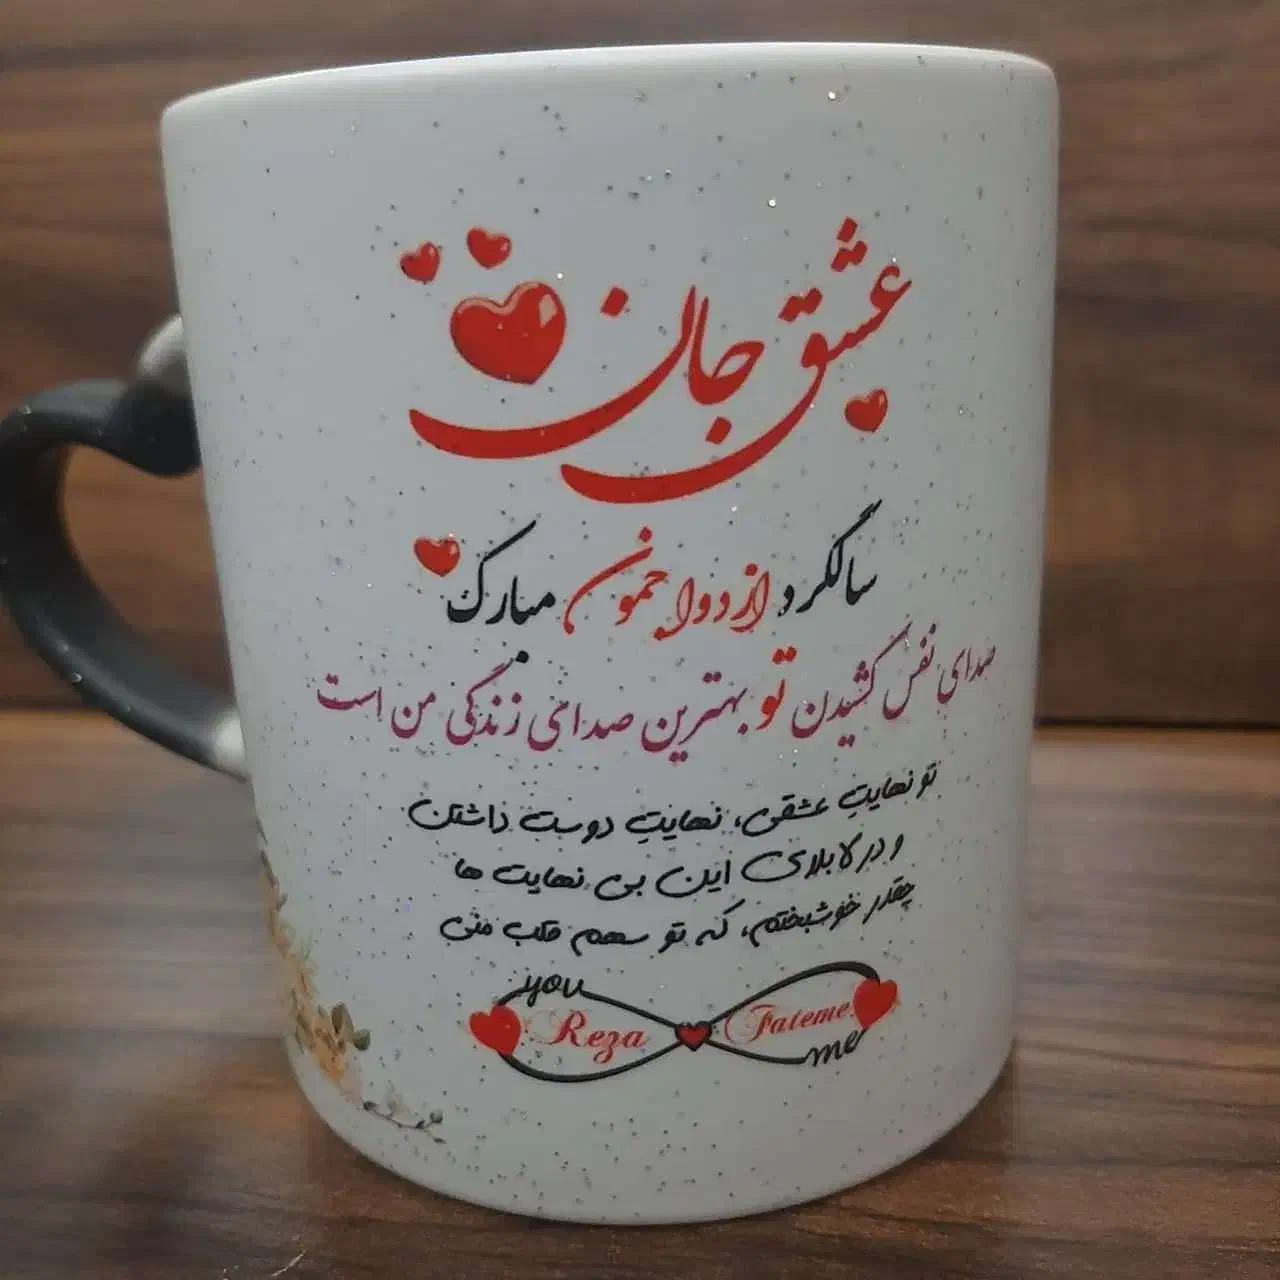 عشق جان
سالگرد ازدواجمون مبارک
صدای نفس کشیدن تو بهترین صدای زندگی من است
تو نهایتِ عشقی، نهایتِ دوست داشتن
و در لابلای این بی نهایت ها
چقدر خوشبختم، که تو سهم قلب منی
you
Reza Fateme
me